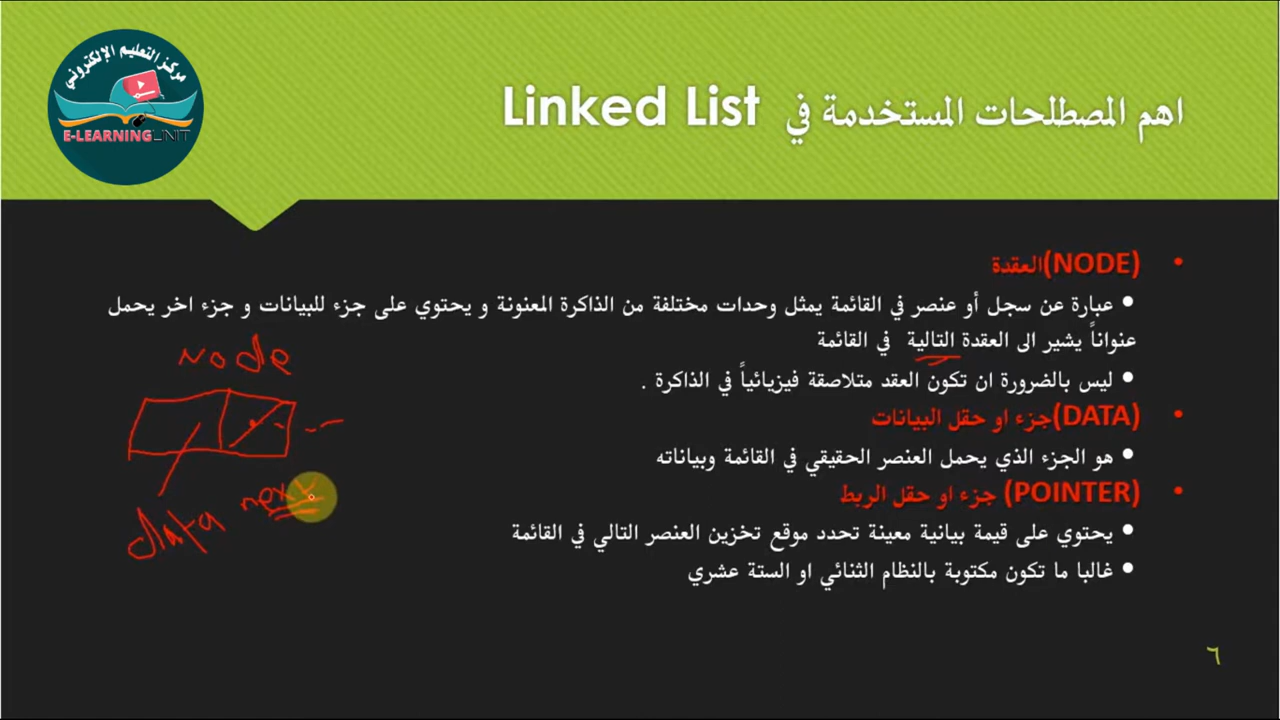 مركز التعليم الإلكتروني
E-LEARNING UNIT
اهم المصطلحات المستخدمة في Linked List
• العقدة(NODE)
• عبارة عن سجل أو عنصر في القائمة يمثل وحدات مختلفة من الذاكرة المعنونة و يحتوي على جزء للبيانات و جزء اخر يحمل
عنواناً يشير الى العقدة التالية في القائمة
• ليس بالضرورة ان تكون العقد متلاصقة فيزيائياً في الذاكرة .
• جزء او حقل البيانات(DATA)
• هو الجزء الذي يحمل العنصر الحقيقي في القائمة وبياناته
• جزء او حقل الربط (POINTER)
• يحتوي على قيمة بيانية معينة تحدد موقع تخزين العنصر التالي في القائمة
• غالبا ما تكون مكتوبة بالنظام الثنائي او الستة عشري
Node
next
data
٦